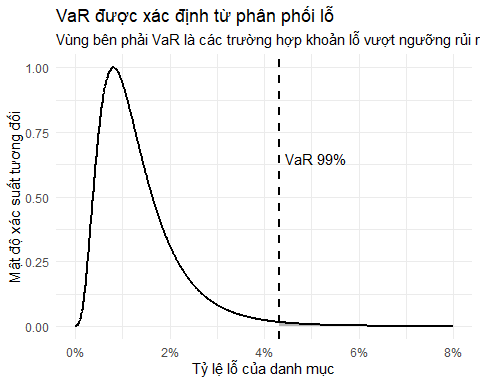 VaR được xác định từ phân phối lỗ
Vùng bên phải VaR là các trường hợp khoản lỗ vượt ngưỡng rủi r
1.00
0.75
0.50
0.25
0.00
Mật độ xác suất tương đối
VaR 99%
0%
2%
4%
6%
8%
Tỷ lệ lỗ của danh mục